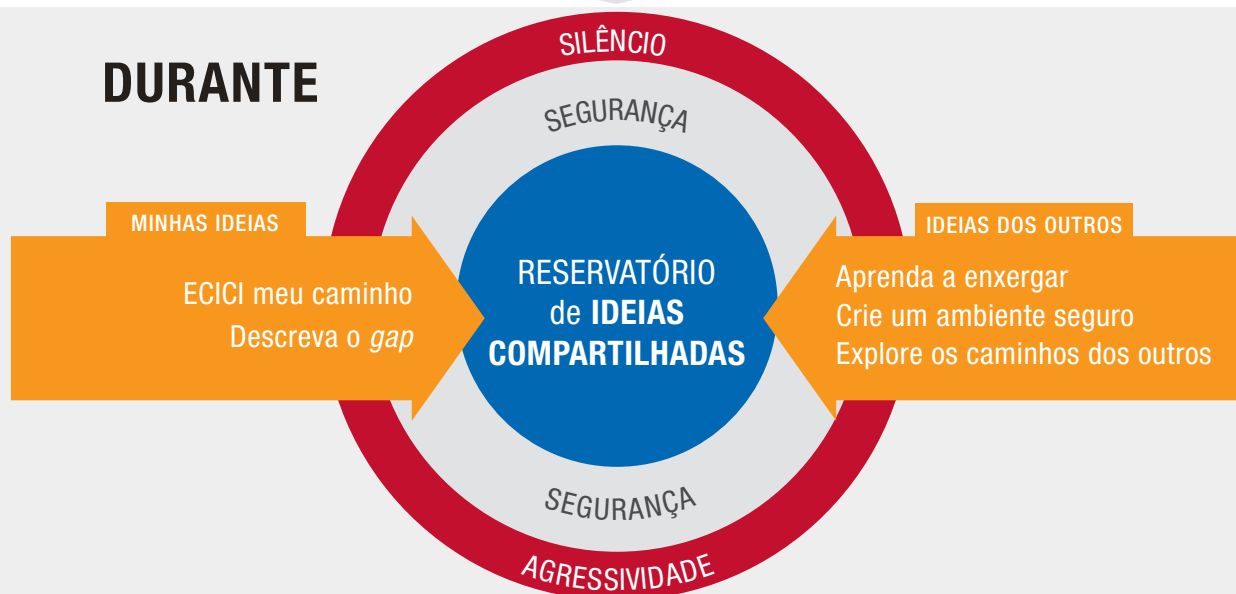 SILÊNCIO
DURANTE
SEGURANÇA
MINHAS IDEIAS
ECICI meu caminho
Descreva o gap
RESERVATÓRIO
de IDEIAS
COMPARTILHADAS
IDEIAS DOS OUTROS
Aprenda a enxergar
Crie um ambiente seguro
Explore os caminhos dos outros
SEGURANÇA
AGRESSIVIDADE